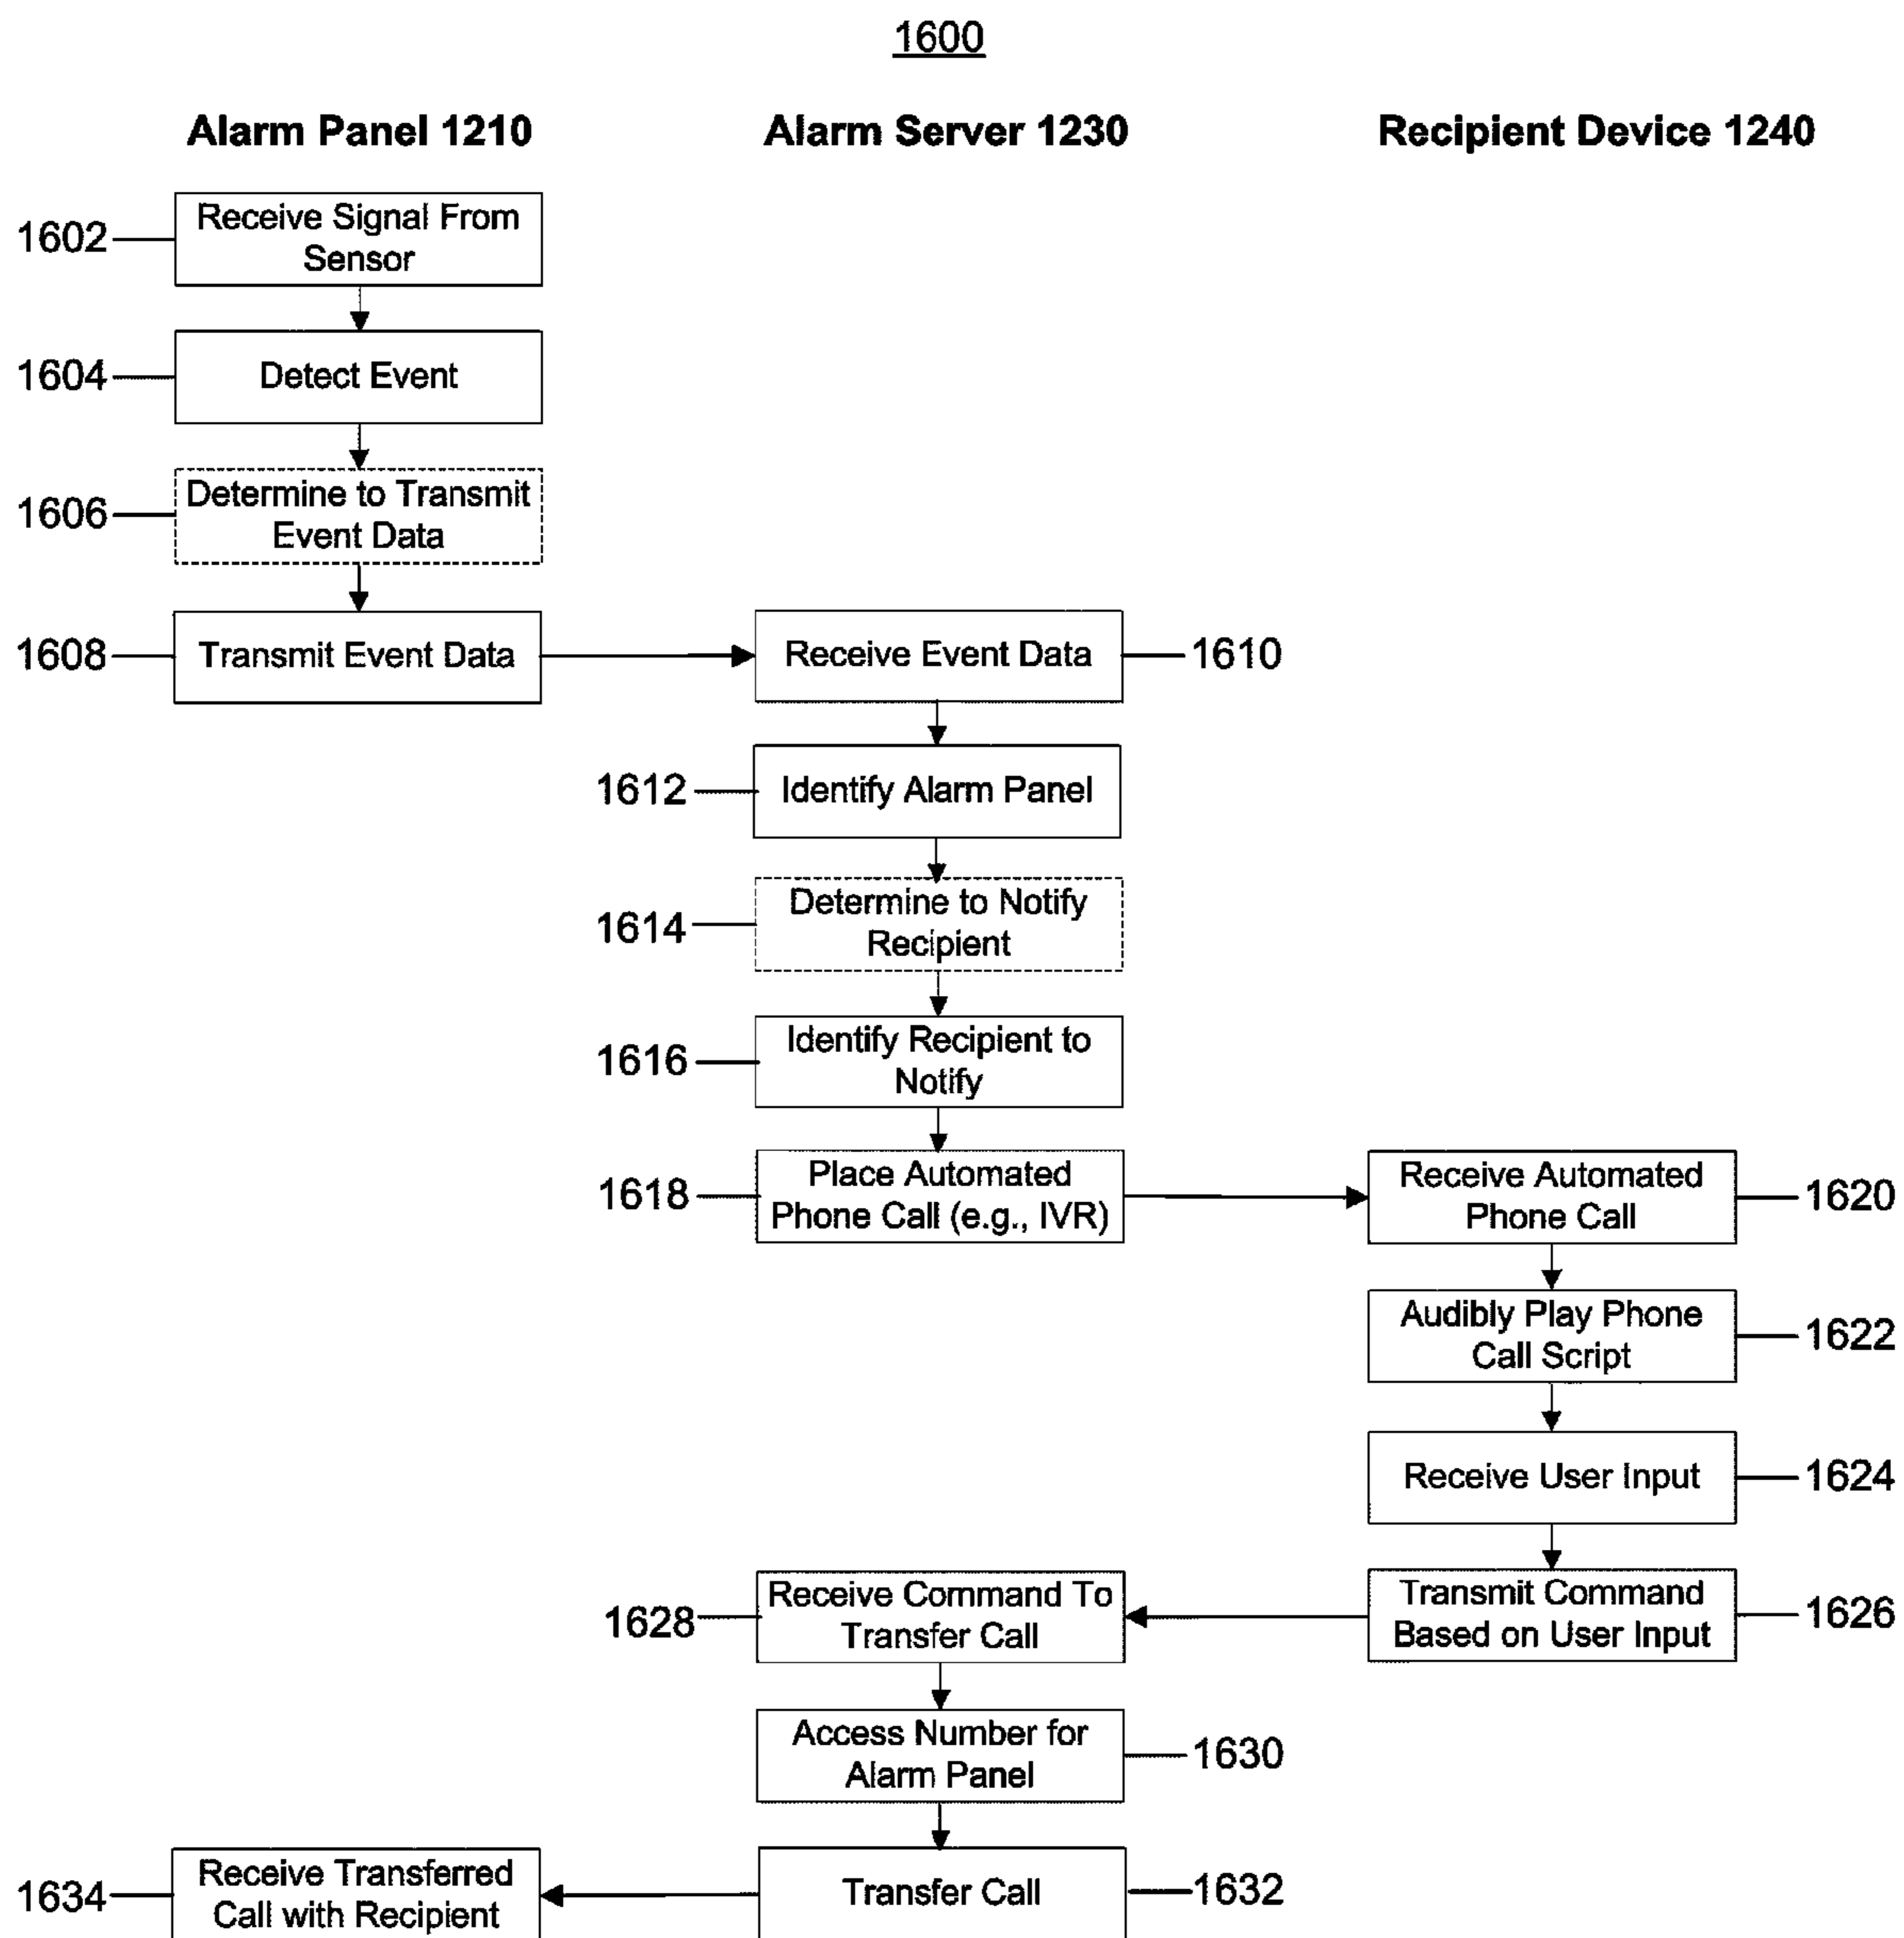 1600
Alarm Panel 1210
Alarm Server 1230
Recipient Device 1240
1602
Receive Signal From
Sensor
1604
Detect Event
1606
Determine to Transmit
Event Data
1608
Transmit Event Data
Receive Event Data
1610
1612
Identify Alarm Panel
1614
Determine to Notify
Recipient
1616
Identify Recipient to
Notify
1618
Place Automated
Phone Call (e.g., IVR)
Receive Automated
Phone Call
1620
Audibly Play Phone
Call Script
1622
Receive User Input
1624
Transmit Command
Based on User Input
1626
1628
Receive Command To
Transfer Call
Access Number for
Alarm Panel
1630
Transfer Call
1632
1634
Receive Transferred
Call with Recipient